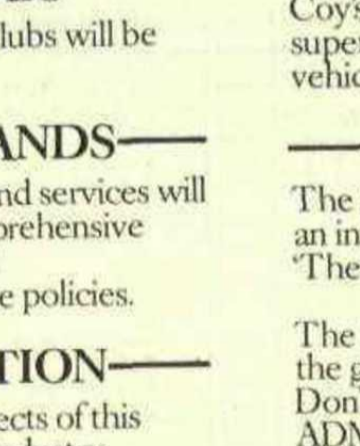 lubs will be
ANDS
nd services will
prehensive
e policies.
TION
ects of this
Coy's
super
vehic
The
an in
'The
The
the g
Don
ADN